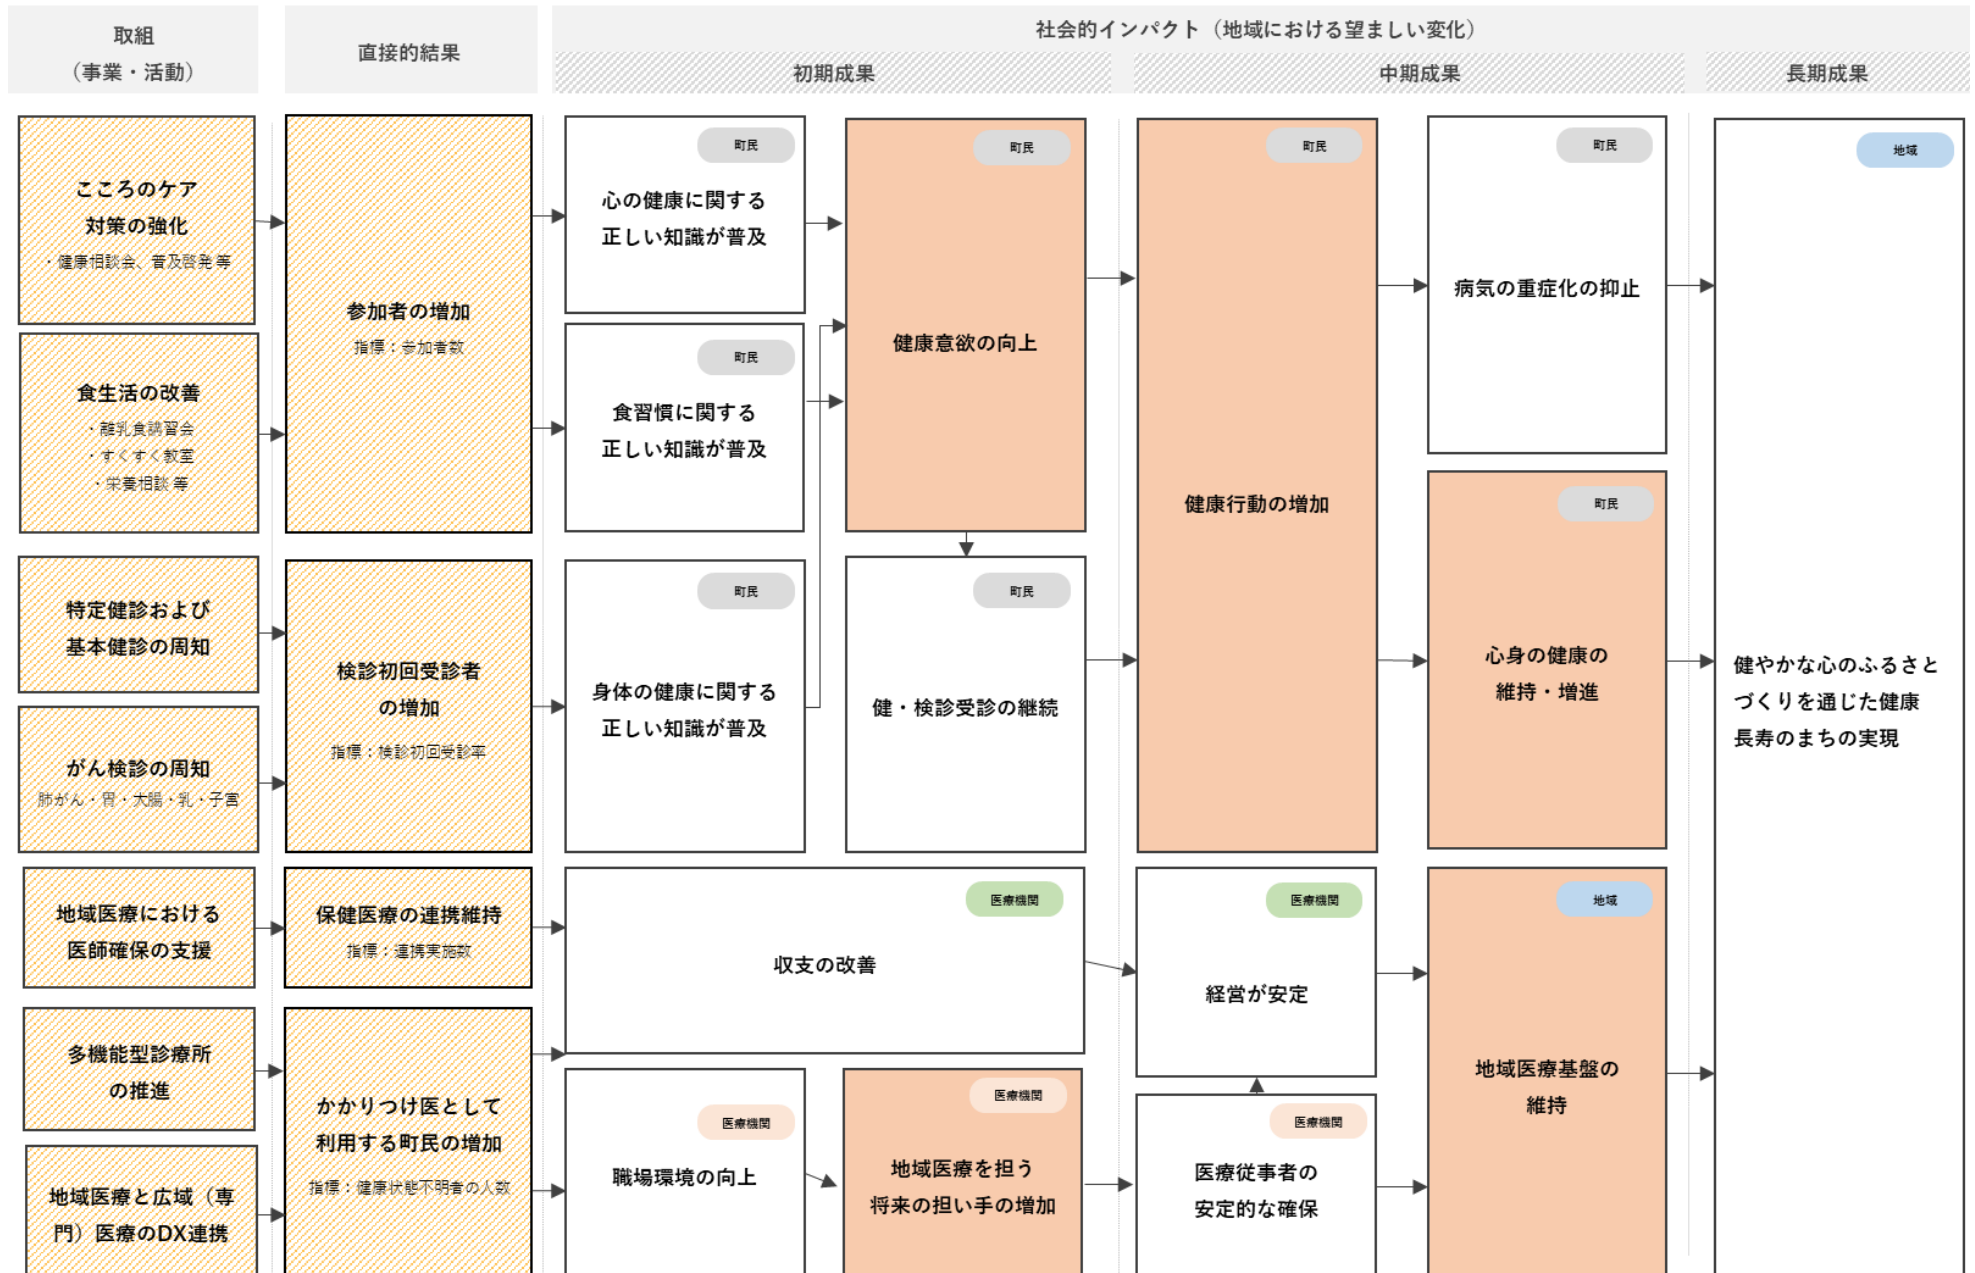 取組
（事業・活動）
直接的結果
社会的インパクト（地域における望ましい変化）
初期成果
中期成果
長期成果
こころのケア
対策の強化
・健康相談会、普及啓発 等
食生活の改善
・離乳食講習会
・すくすく教室
・栄養相談 等
特定健診および
基本健診の周知
がん検診の周知
肺がん・胃・大腸・乳・子宮
地域医療における
医師確保の支援
多機能型診療所
の推進
地域医療と広域（専
門）医療のDX連携
参加者の増加
指標：参加者数
検診初回受診者
の増加
指標：検診初回受診率
保健医療の連携維持
指標：連携実施数
かかりつけ医として
利用する町民の増加
指標：健康状態不明者の人数
町民
心の健康に関する
正しい知識が普及
町民
食習慣に関する
正しい知識が普及
町民
身体の健康に関する
正しい知識が普及
町民
健康意欲の向上
町民
健・検診受診の継続
医療機関
収支の改善
医療機関
職場環境の向上
医療機関
地域医療を担う
将来の担い手の増加
町民
健康行動の増加
医療機関
経営が安定
医療機関
医療従事者の
安定的な確保
町民
病気の重症化の抑止
町民
心身の健康の
維持・増進
地域
地域医療基盤の
維持
地域
健やかな心のふるさと
づくりを通じた健康
長寿のまちの実現